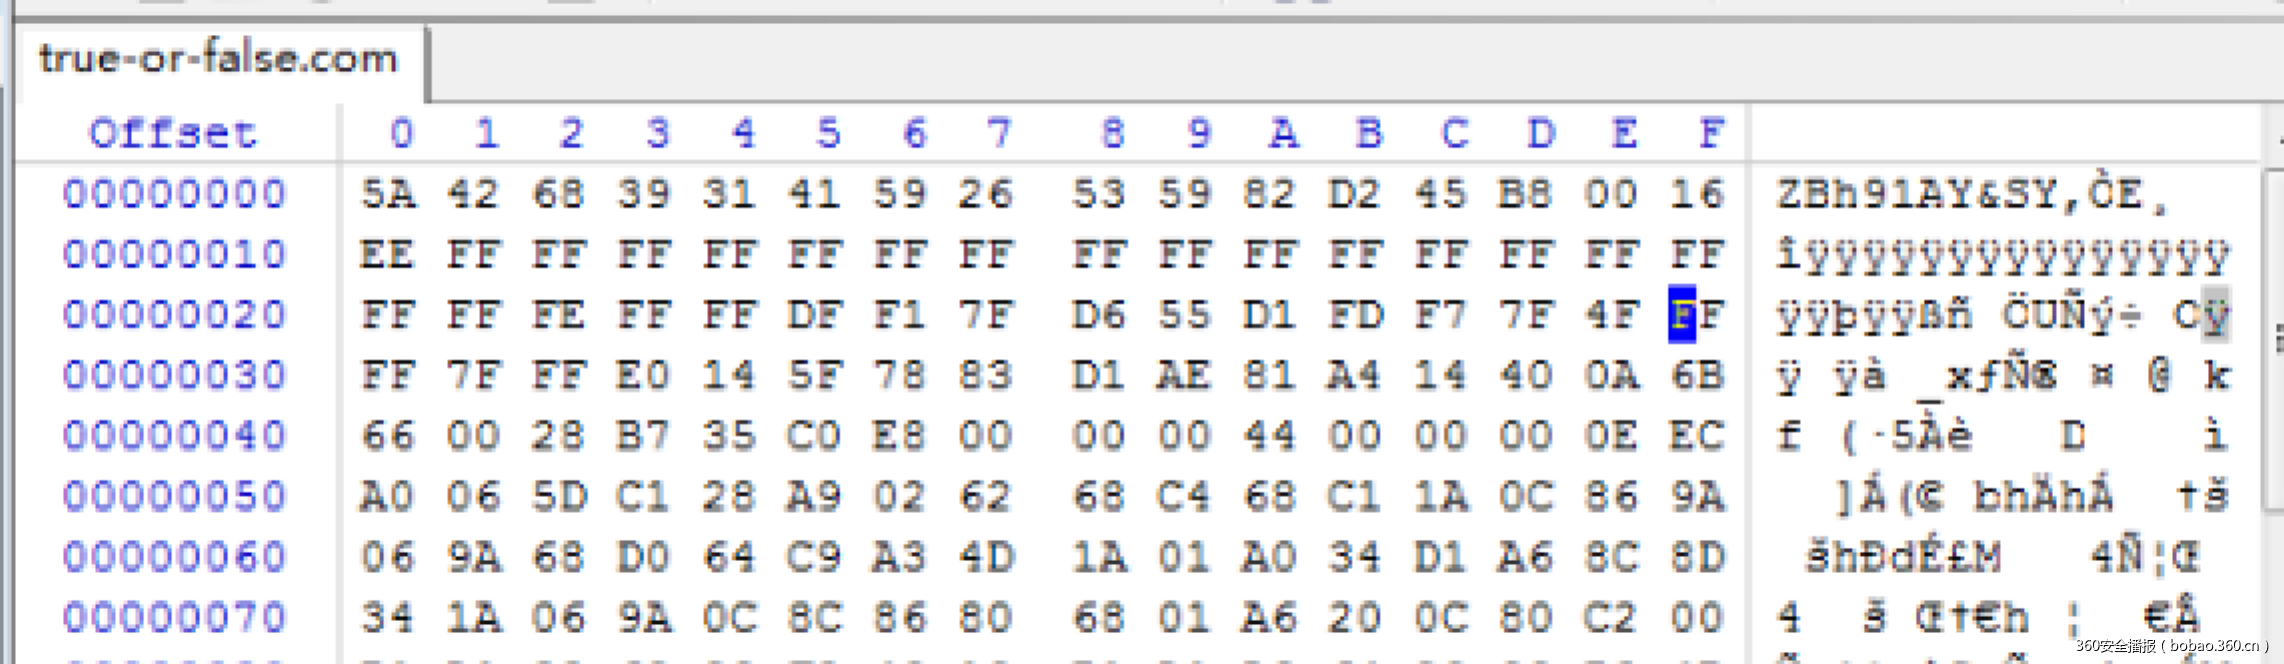 true-or-false.com
Offset 0 1 2 3 4 5 6 7 8 9 A B C D E F
00000000 5A 42 68 39 31 41 59 26 53 59 82 D2 45 B8 00 16 ZBh91AY&SY,ÒE¸
00000010 EE FF FF FF FF FF FF FF FF FF FF FF FF FF FF FF îÿÿÿÿÿÿÿÿÿÿÿÿÿÿÿ
00000020 FF FF FE FF FF DF F1 7F D6 55 D1 FD F7 7F 4F FF ÿÿþÿÿßñ ÖUÑý÷ Oÿ
00000030 FF 7F FF E0 14 5F 78 83 D1 AE 81 A4 14 40 0A 6B ÿ ÿà _xƒÑ® ¤ @ k
00000040 66 00 28 B7 35 C0 E8 00 00 00 44 00 00 00 0E EC f (·5Àè D ì
00000050 A0 06 5D C1 28 A9 02 62 68 C4 68 C1 1A 0C 86 9A ]Á(© bhÄhÁ †š
00000060 06 9A 68 D0 64 C9 A3 4D 1A 01 A0 34 D1 A6 8C 8D šhÐdÉ£M 4Ñ¦Œ
00000070 34 1A 06 9A 0C 8C 86 80 68 01 A6 20 0C 80 C2 00 4 š Œ†€h ¦ €Â
360安全播报（bobao.360.cn）